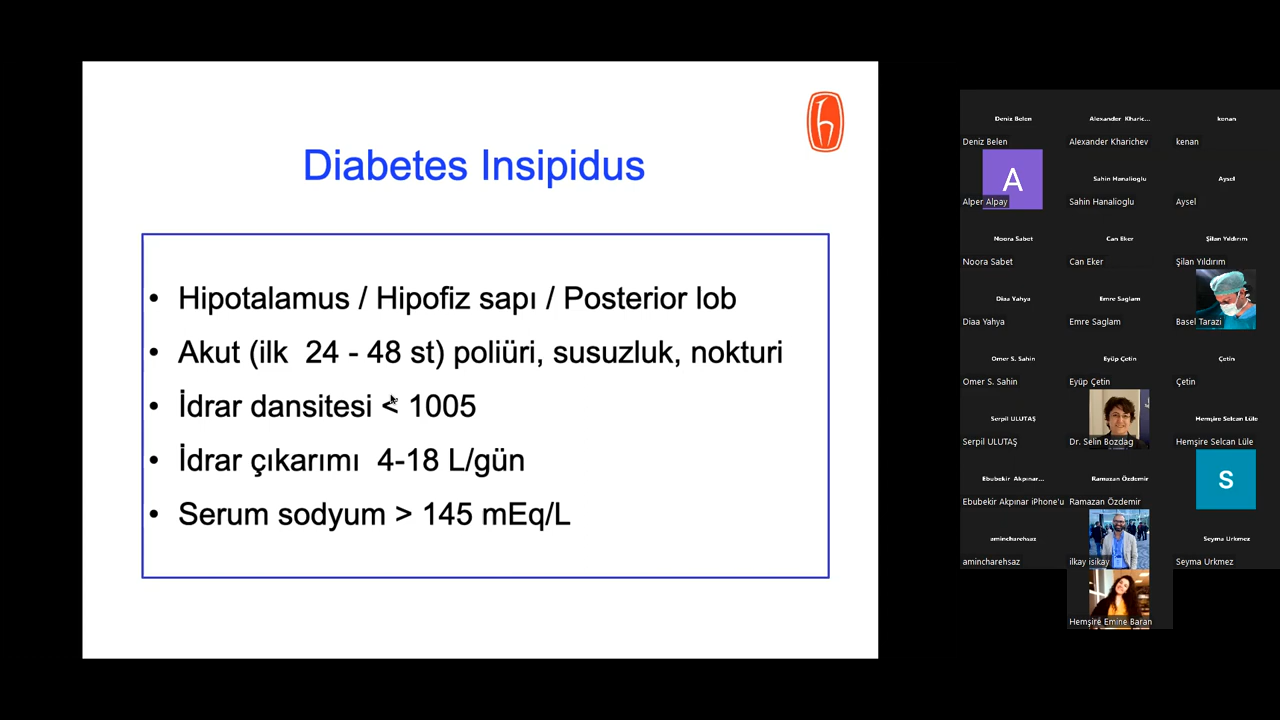 Diabetes Insipidus
• Hipotalamus / Hipofiz sapı / Posterior lob
• Akut (ilk 24 - 48 st) poliüri, susuzluk, nokturi
• İdrar dansitesi < 1005
• İdrar çıkarımı 4-18 L/gün
• Serum sodyum > 145 mEq/L
Deniz Belen
Deniz Belen
Alexander Kharic...
Alexander Kharichev
kenan
kenan
A
Alper Alpay
Sahin Hanalioglu
Sahin Hanalioglu
Aysel
Aysel
Noora Sabet
Noora Sabet
Can Eker
Can Eker
Şilan Yıldırım
Şilan Yıldırım
Diaa Yahya
Diaa Yahya
Emre Saglam
Emre Saglam
Basel Tarazi
Omer S. Sahin
Omer S. Sahin
Eyüp Çetin
Eyüp Çetin
Çetin
Çetin
Serpil ULUTAŞ
Serpil ULUTAŞ
Dr. Selin Bozdag
Hemşire Selcan Lüle
Hemşire Selcan Lüle
Ebubekir Akpınar...
Ebubekir Akpınar iPhone'u
Ramazan Özdemir
Ramazan Özdemir
S
amincharehsaz
amincharehsaz
ilkay isikay
Seyma Urkmez
Seyma Urkmez
Hemşire Emine Baran